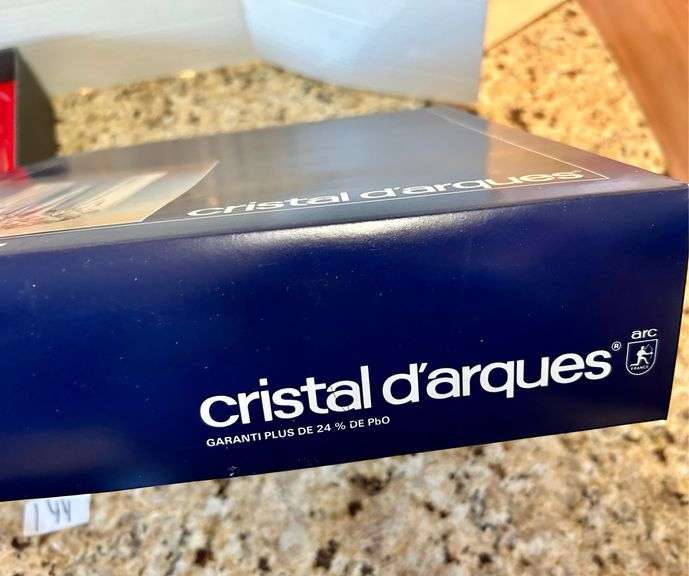 cristal d'arques
cristal d'arques®
arc
FRANCE
GARANTI PLUS DE 24 % DE PbO
144